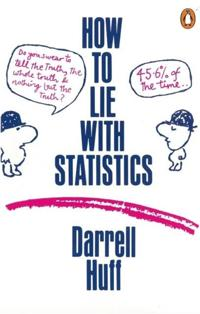 HOW
TO
LIE
WITH
STATISTICS
Do you swear to
tell the Truth, the
whole truth &
nothing but the
Truth?
45·6% of
the time..
Darrell
Huff